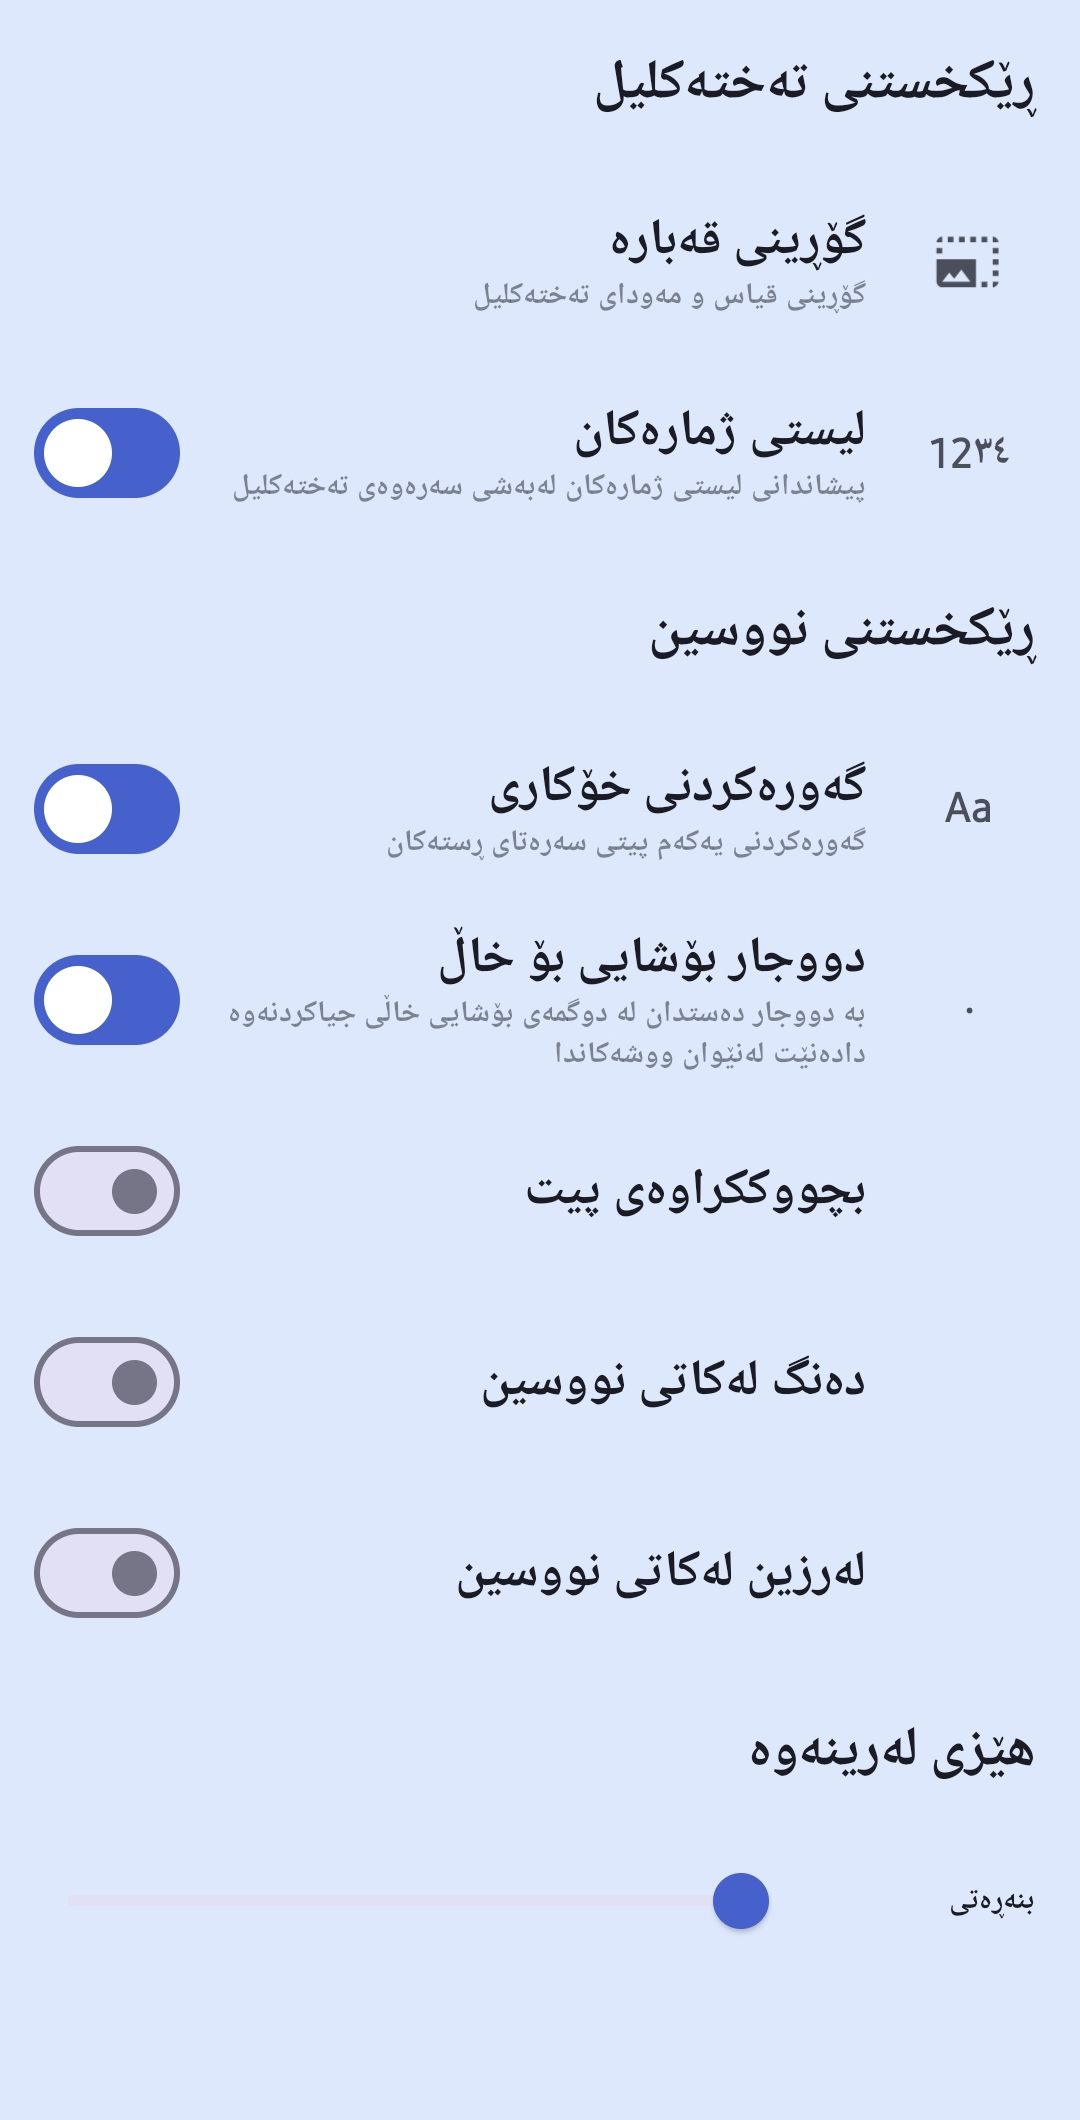 ڕێکخستنی تەختەکلیل
گۆڕینی قەبارە
گۆڕینی قیاس و مەودای تەختەکلیل
12٣٤
لیستی ژمارەکان
پیشاندانی لیستی ژمارەکان لەبەشی سەرەوەی تەختەکلیل
ڕێکخستنی نووسین
Aa
گەورەکردنی خۆکاری
گەورەکردنی یەکەم پیتی سەرەتای ڕستەکان
.
دووجار بۆشایی بۆ خاڵ
بە دووجار دەستدان لە دوگمەی بۆشایی خاڵی جیاکردنەوە
دادەنێت لەنێوان ووشەکاندا
بچووککراوەی پیت
دەنگ لەکاتی نووسین
لەرزین لەکاتی نووسین
هێزی لەرینەوە
بنەڕەتی